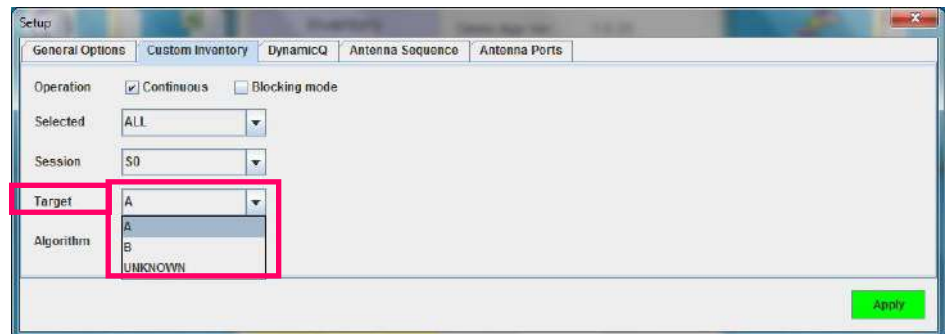 Setup
General Options Custom Inventory DynamicQ Antenna Sequence Antenna Ports
Operation Continuous Blocking mode
Selected ALL
Session S0
Target A
A
Algorithm
B
UNKNOWN
Apply